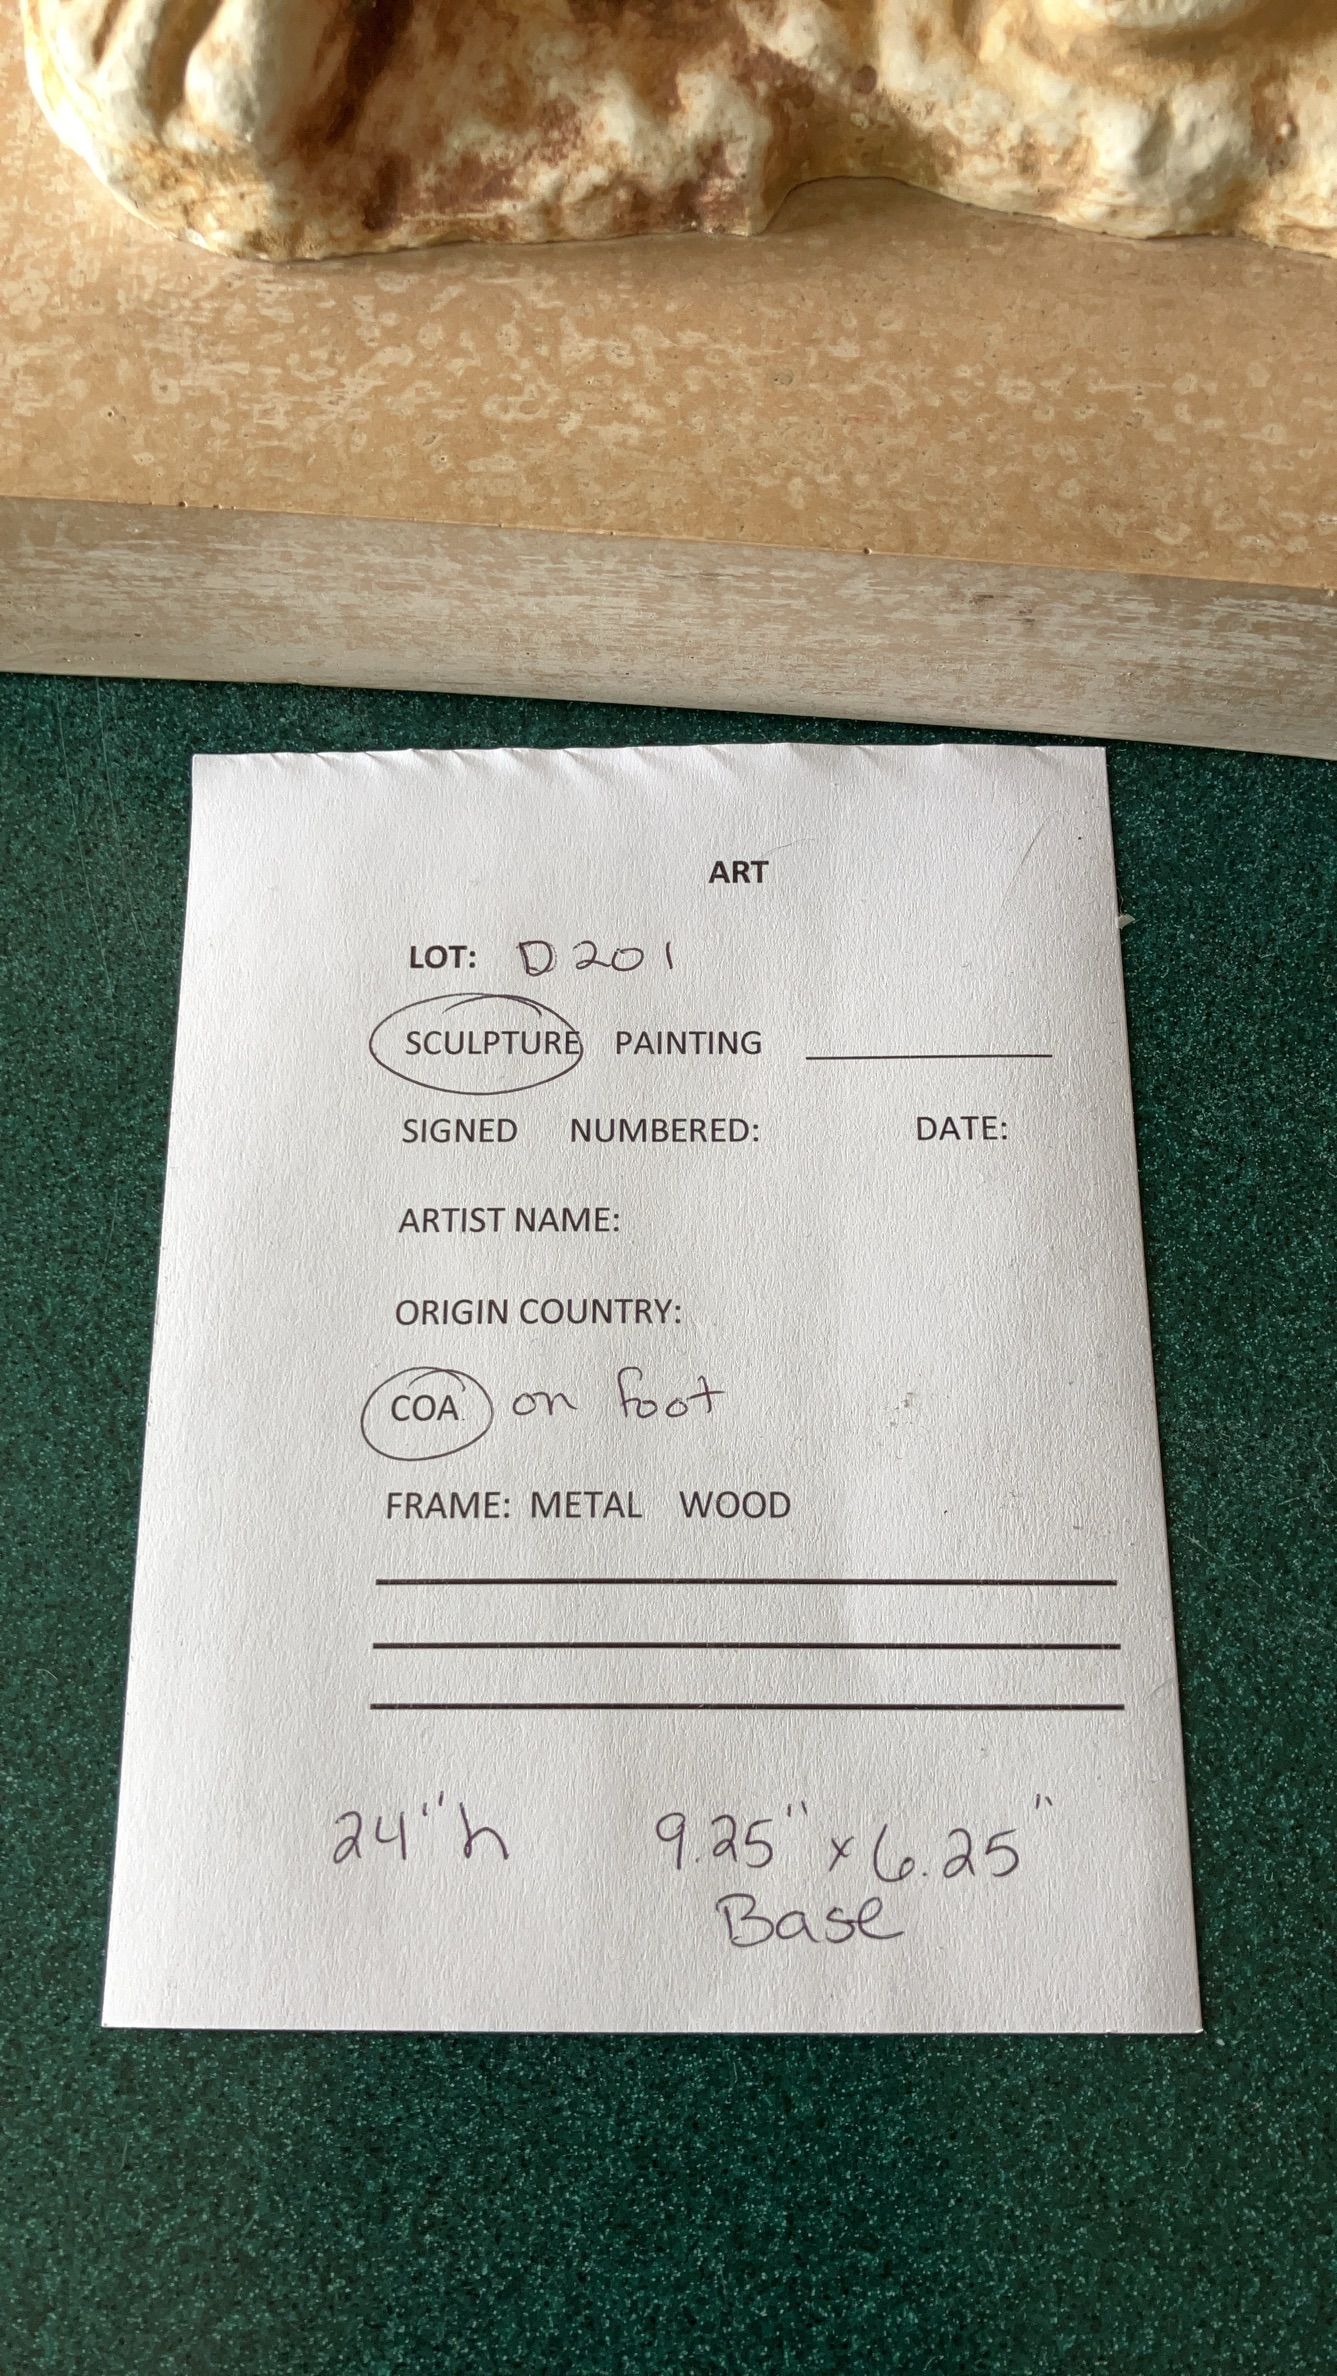 ART
LOT: D201
SCULPTURE PAINTING
SIGNED NUMBERED: DATE:
ARTIST NAME:
ORIGIN COUNTRY:
COA on foot
FRAME: METAL WOOD
24"h 9.25" x 6.25"
Base